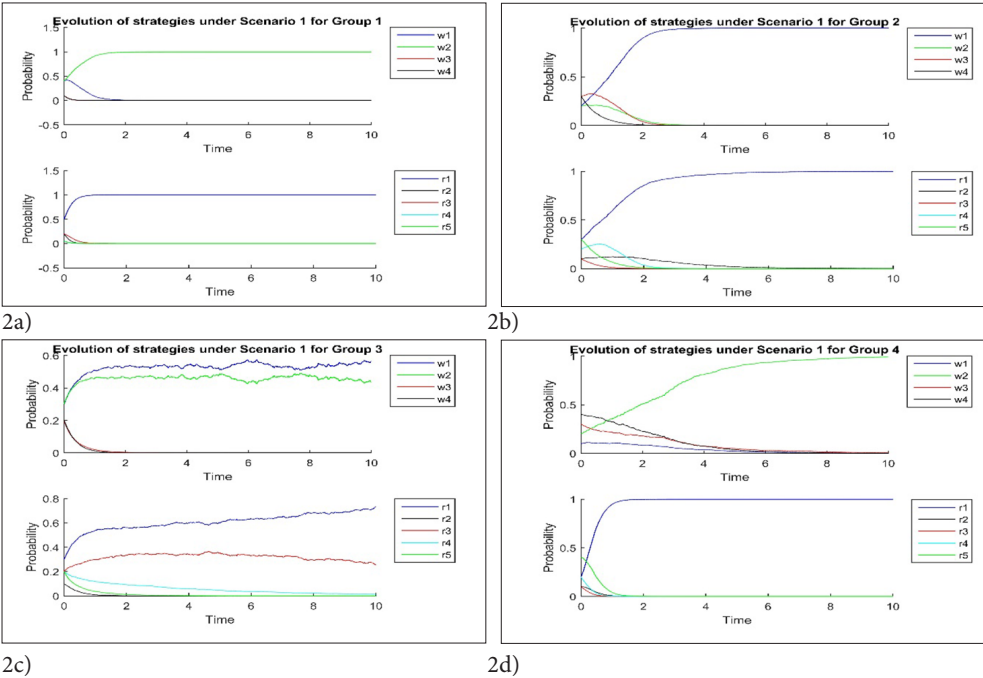 Evolution of strategies under Scenario 1 for Group 1
1.5
1
0.5
0
-0.5
Probability
0 2 4 6 8 10
Time
w1
w2
w3
w4
1.5
1
0.5
0
-0.5
Probability
0 2 4 6 8 10
Time
r1
r2
r3
r4
r5
2a)
Evolution of strategies under Scenario 1 for Group 2
1
0.5
0
Probability
0 2 4 6 8 10
Time
w1
w2
w3
w4
1
0.5
0
Probability
0 2 4 6 8 10
Time
r1
r2
r3
r4
r5
2b)
Evolution of strategies under Scenario 1 for Group 3
0.6
0.4
0.2
0
Probability
0 2 4 6 8 10
Time
w1
w2
w3
w4
0.8
0.6
0.4
0.2
0
Probability
0 2 4 6 8 10
Time
r1
r2
r3
r4
r5
2c)
Evolution of strategies under Scenario 1 for Group 4
1
0.5
0
Probability
0 2 4 6 8 10
Time
w1
w2
w3
w4
1
0.5
0
Probability
0 2 4 6 8 10
Time
r1
r2
r3
r4
r5
2d)